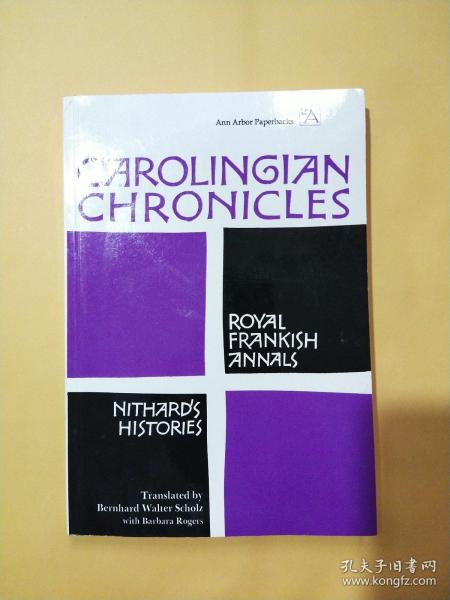 Ann Arbor Paperbacks
A
CAROLINGIAN
CHRONICLES
ROYAL
FRANKISH
ANNALS
NITHARD'S
HISTORIES
Translated by
Bernhard Walter Scholz
with Barbara Rogers
孔夫子旧书网
www.kongfz.com